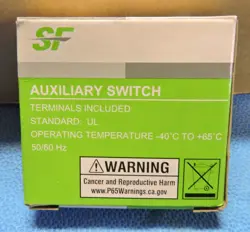 SF
AUXILIARY SWITCH
TERMINALS INCLUDED
STANDARD: UL
OPERATING TEMPERATURE -40°C TO +65°C
50/60 Hz
WARNING
Cancer and Reproductive Harm
www.P65Warnings.ca.gov